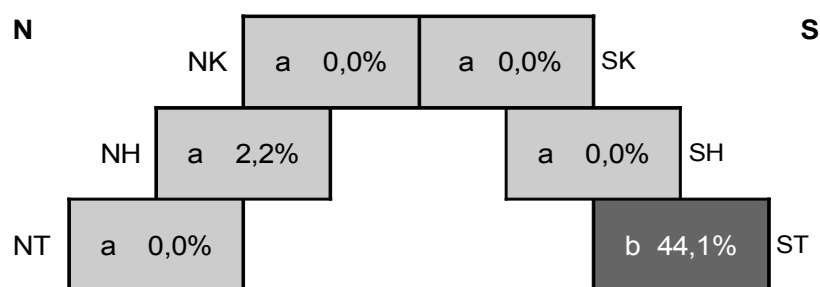 N S
NK a 0,0% a 0,0% SK
NH a 2,2% a 0,0% SH
NT a 0,0% b 44,1% ST